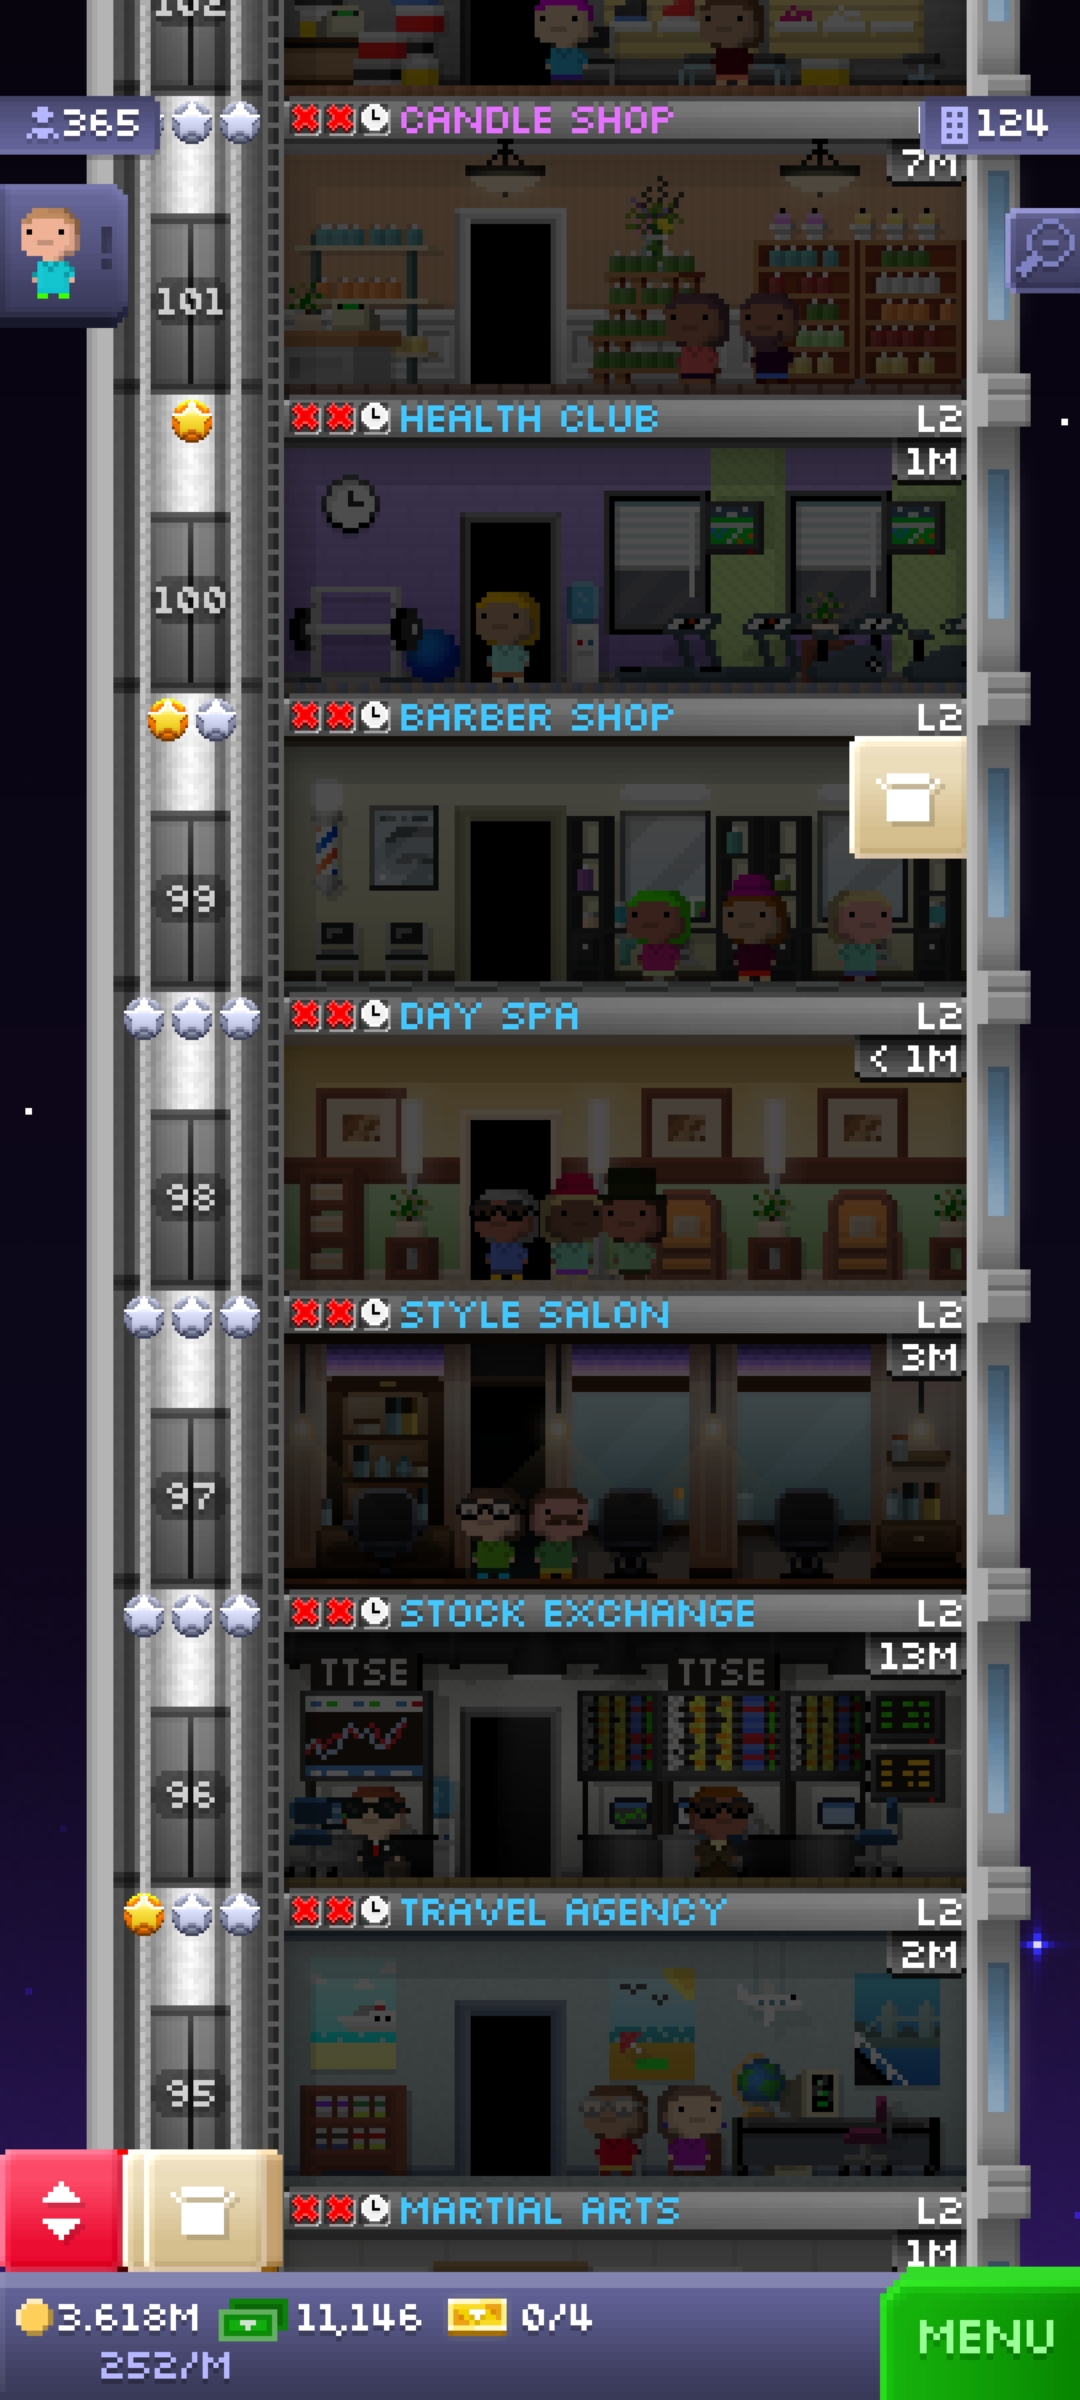 102
365
CANDLE SHOP
124
7M
101
HEALTH CLUB L2
1M
100
BARBER SHOP L2
99
DAY SPA L2
< 1M
98
STYLE SALON L2
3M
97
STOCK EXCHANGE L2
13M
TTSE TTSE
96
TRAVEL AGENCY L2
2M
95
MARTIAL ARTS L2
1M
3.618M 11,146 0/4
252/M
MENU